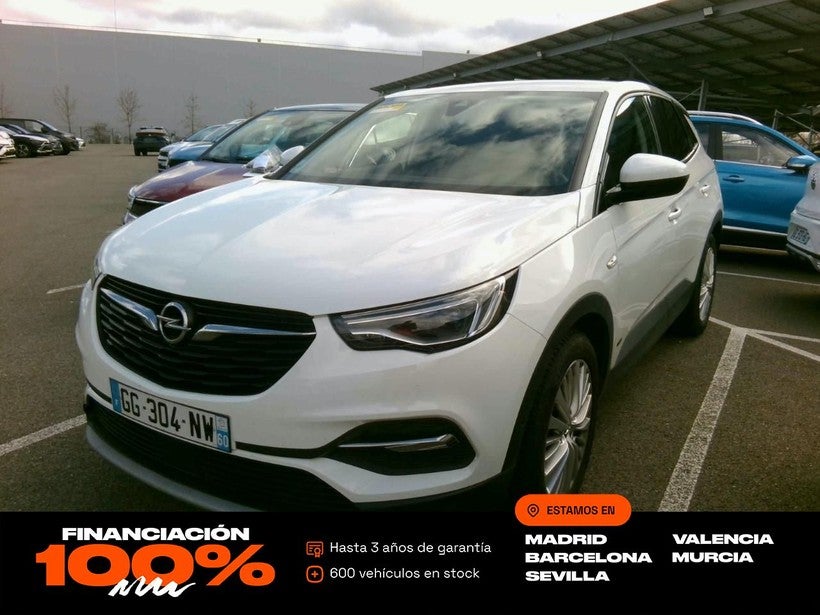 GG-304-NW
F
60
FINANCIACIÓN
100%
Hasta 3 años de garantía
600 vehículos en stock
ESTAMOS EN
MADRID
BARCELONA
SEVILLA
VALENCIA
MURCIA